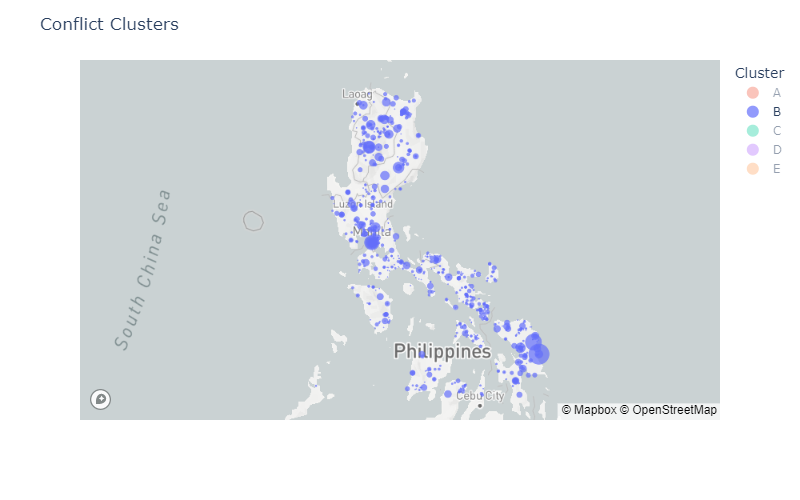 Conflict Clusters
Cluster
A
B
C
D
E
Laoag
Luzon Island
Manila
South China Sea
Philippines
Cebu City
© Mapbox © OpenStreetMap